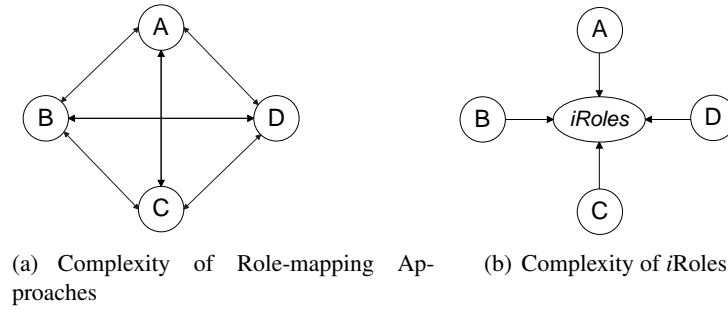 A
B
D
C
A
B
iRoles
D
C
(a) Complexity of Role-mapping Ap-
proaches
(b) Complexity of iRoles